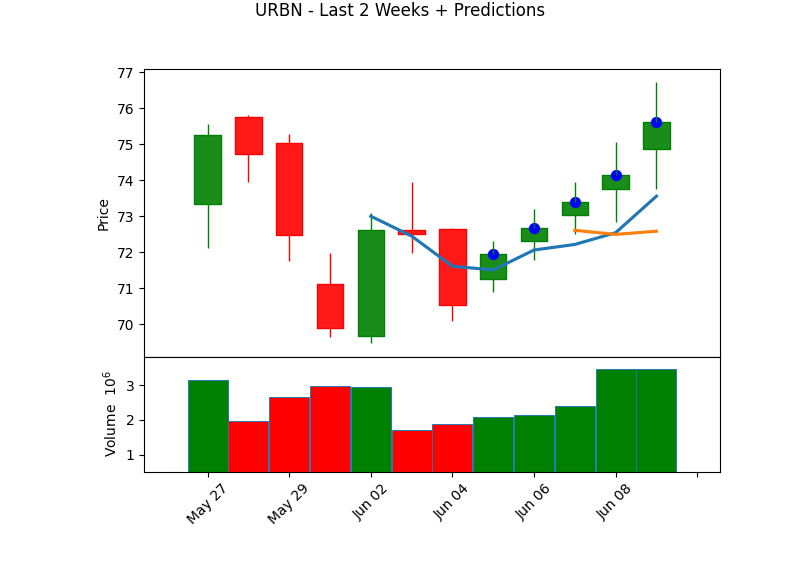 URBN - Last 2 Weeks + Predictions
77
76
75
74
73
72
71
70
Price
3
2
1
Volume 10^6
May 27
May 29
Jun 02
Jun 04
Jun 06
Jun 08